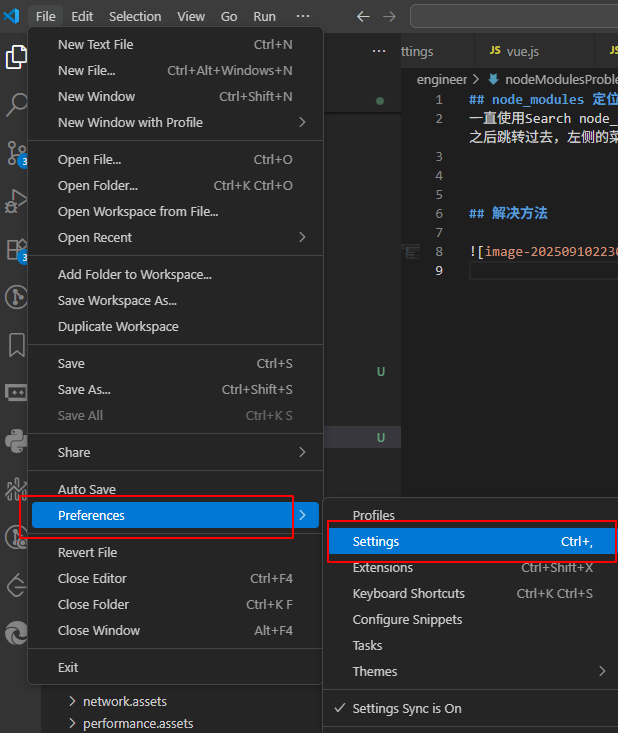 File Edit Selection View Go Run ···
New Text File Ctrl+N
New File... Ctrl+Alt+Windows+N
New Window Ctrl+Shift+N
New Window with Profile
Open File... Ctrl+O
Open Folder... Ctrl+K Ctrl+O
Open Workspace from File...
Open Recent
Add Folder to Workspace...
Save Workspace As...
Duplicate Workspace
Save Ctrl+S
Save As... Ctrl+Shift+S
Save All Ctrl+K S
Share
Auto Save
Preferences
Revert File
Close Editor Ctrl+F4
Close Folder Ctrl+K F
Close Window Alt+F4
Exit
network.assets
performance.assets
3
3
···
U
U
ttings JS vue.js JS
engineer > nodeModulesProble
1 ## node_modules 定位
2 一直使用Search node_
之后跳转过去，左侧的菜
3
4
5
6 ## 解决方法
7
8 ![image-202509102230
9
Profiles
Settings Ctrl+,
Extensions Ctrl+Shift+X
Keyboard Shortcuts Ctrl+K Ctrl+S
Configure Snippets
Tasks
Themes
Settings Sync is On